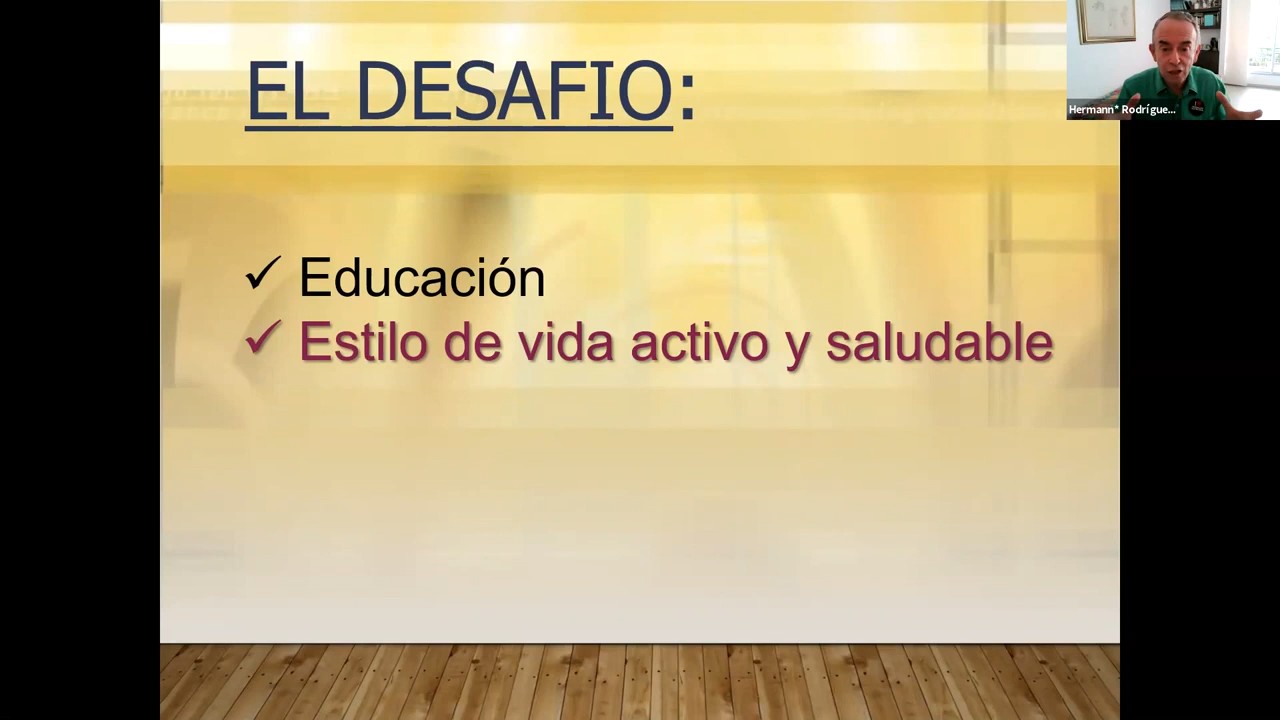 EL DESAFIO:
Hermann* Rodrígue...
✓ Educación
✓ Estilo de vida activo y saludable